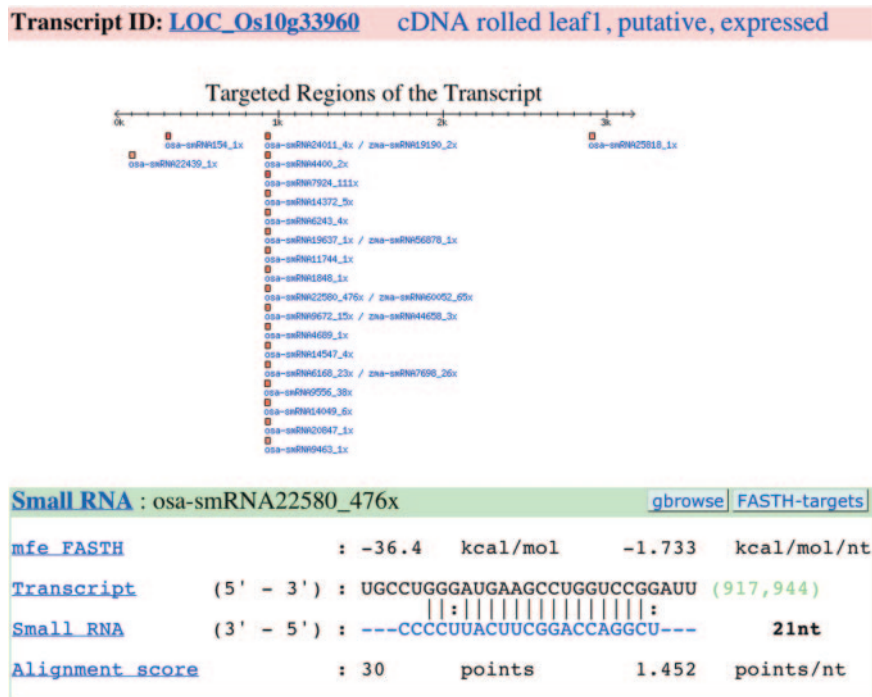 Transcript ID: LOC_Os10g33960 cDNA rolled leaf1, putative, expressed
Targeted Regions of the Transcript
0k 1k 2k 3k
osa-smRNA154_1x osa-smRNA24011_4x / zma-smRNA19190_2x osa-smRNA25818_1x
osa-smRNA22439_1x osa-smRNA4400_2x
osa-smRNA7924_111x
osa-smRNA14372_5x
osa-smRNA6243_4x
osa-smRNA19637_1x / zma-smRNA56878_1x
osa-smRNA11744_1x
osa-smRNA1848_1x
osa-smRNA22580_476x / zma-smRNA60052_65x
osa-smRNA9672_15x / zma-smRNA44658_3x
osa-smRNA4689_1x
osa-smRNA14547_4x
osa-smRNA6168_23x / zma-smRNA7698_26x
osa-smRNA9556_38x
osa-smRNA14049_6x
osa-smRNA20847_1x
osa-smRNA9463_1x
Small RNA : osa-smRNA22580_476x gbrowse FASTH-targets
mfe FASTH : -36.4 kcal/mol -1.733 kcal/mol/nt
Transcript (5' - 3') : UGCCUGGGAUGAAGCCUGGUCCGGAUU (917,944)
||:|||||||||||||||:
Small RNA (3' - 5') : ---CCCCUUACUUCGGACCAGGCU--- 21nt
Alignment score : 30 points 1.452 points/nt